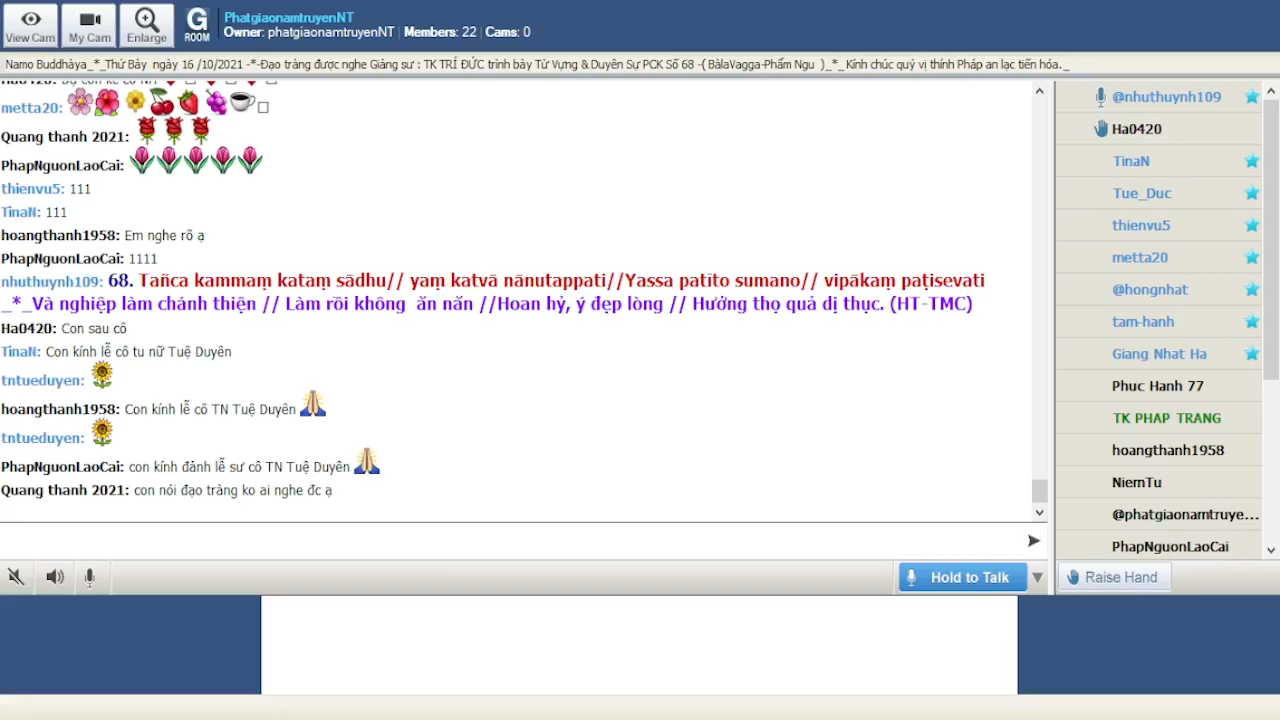 View Cam
My Cam
Enlarge
G
ROOM
PhatgiaonamtruyenNT
Owner: phatgiaonamtruyenNT | Members: 22 | Cams: 0
Namo Buddhàya_*_Thứ Bảy ngày 16 /10/2021 -*-Đạo tràng được nghe Giảng sư : TK TRÍ ĐỨC trình bày Từ Vựng & Duyên Sự PCK Số 68 -( BàlaVagga-Phẩm Ngu )_*_ Kính chúc quý vị thính Pháp an lạc tiến hóa._
metta20:
Quang thanh 2021:
PhapNguonLaoCai:
thienvu5: 111
TinaN: 111
hoangthanh1958: Em nghe rõ ạ
PhapNguonLaoCai: 1111
nhuthuynh109: 68. Tañca kammaṃ kataṃ sādhu// yaṃ katvā nānutappati//Yassa patīto sumano// vipākaṃ paṭisevati
_*_Và nghiệp làm chánh thiện // Làm rồi không ăn năn //Hoan hỷ, ý đẹp lòng // Hưởng thọ quả dị thục. (HT-TMC)
Ha0420: Con sau cô
TinaN: Con kính lễ cô tu nữ Tuệ Duyên
tntueduyen:
hoangthanh1958: Con kính lễ cô TN Tuệ Duyên
tntueduyen:
PhapNguonLaoCai: con kính đảnh lễ sư cô TN Tuệ Duyên
Quang thanh 2021: con nói đạo tràng ko ai nghe đc ạ
Hold to Talk
@nhuthuynh109
Ha0420
TinaN
Tue_Duc
thienvu5
metta20
@hongnhat
tam-hanh
Giang Nhat Ha
Phuc Hanh 77
TK PHAP TRANG
hoangthanh1958
NiemTu
@phatgiaonamtruye...
PhapNguonLaoCai
Raise Hand